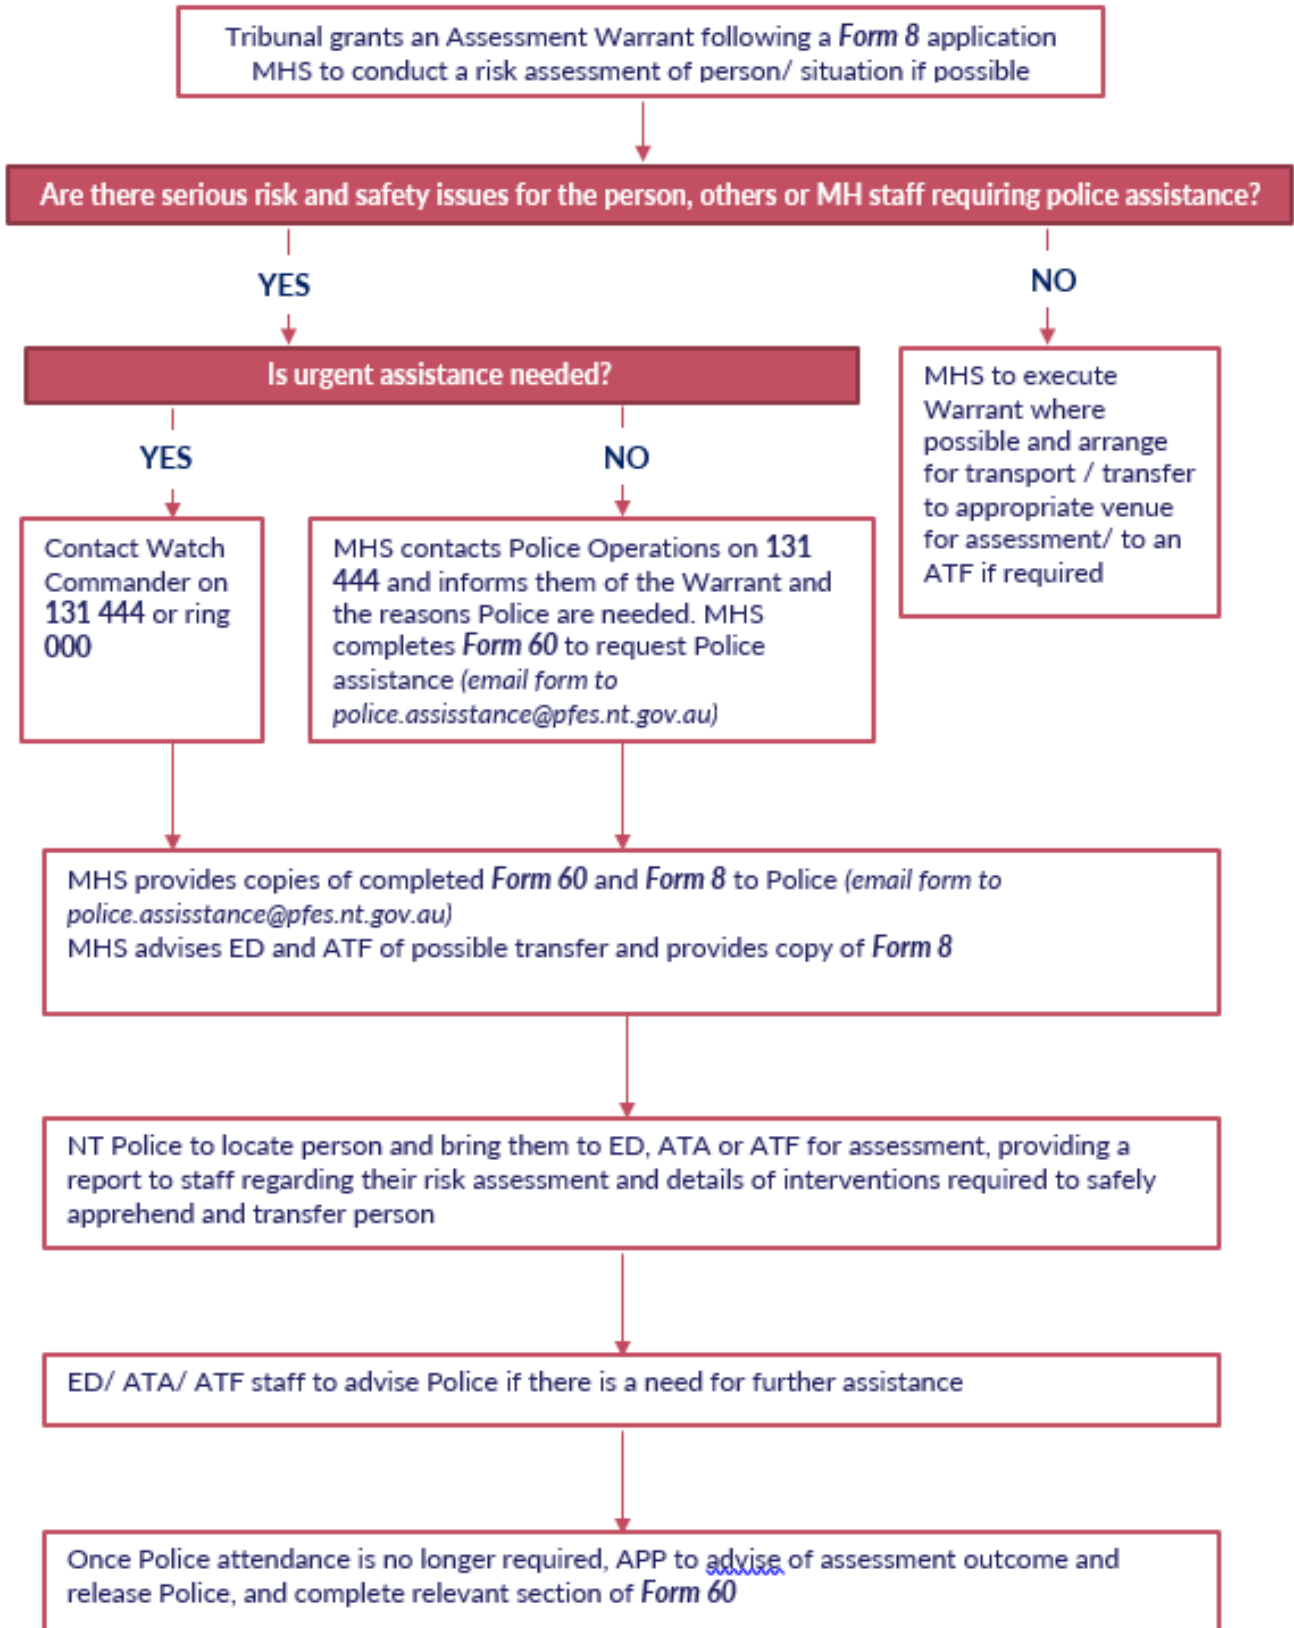 Tribunal grants an Assessment Warrant following a Form 8 application
MHS to conduct a risk assessment of person/ situation if possible
Are there serious risk and safety issues for the person, others or MH staff requiring police assistance?
YES
NO
Is urgent assistance needed?
MHS to execute
Warrant where
possible and arrange
for transport / transfer
to appropriate venue
for assessment/ to an
ATF if required
YES
NO
Contact Watch
Commander on
131 444 or ring
000
MHS contacts Police Operations on 131
444 and informs them of the Warrant and
the reasons Police are needed. MHS
completes Form 60 to request Police
assistance (email form to
police.assisstance@pfes.nt.gov.au)
MHS provides copies of completed Form 60 and Form 8 to Police (email form to
police.assisstance@pfes.nt.gov.au)
MHS advises ED and ATF of possible transfer and provides copy of Form 8
NT Police to locate person and bring them to ED, ATA or ATF for assessment, providing a
report to staff regarding their risk assessment and details of interventions required to safely
apprehend and transfer person
ED/ ATA/ ATF staff to advise Police if there is a need for further assistance
Once Police attendance is no longer required, APP to advise of assessment outcome and
release Police, and complete relevant section of Form 60